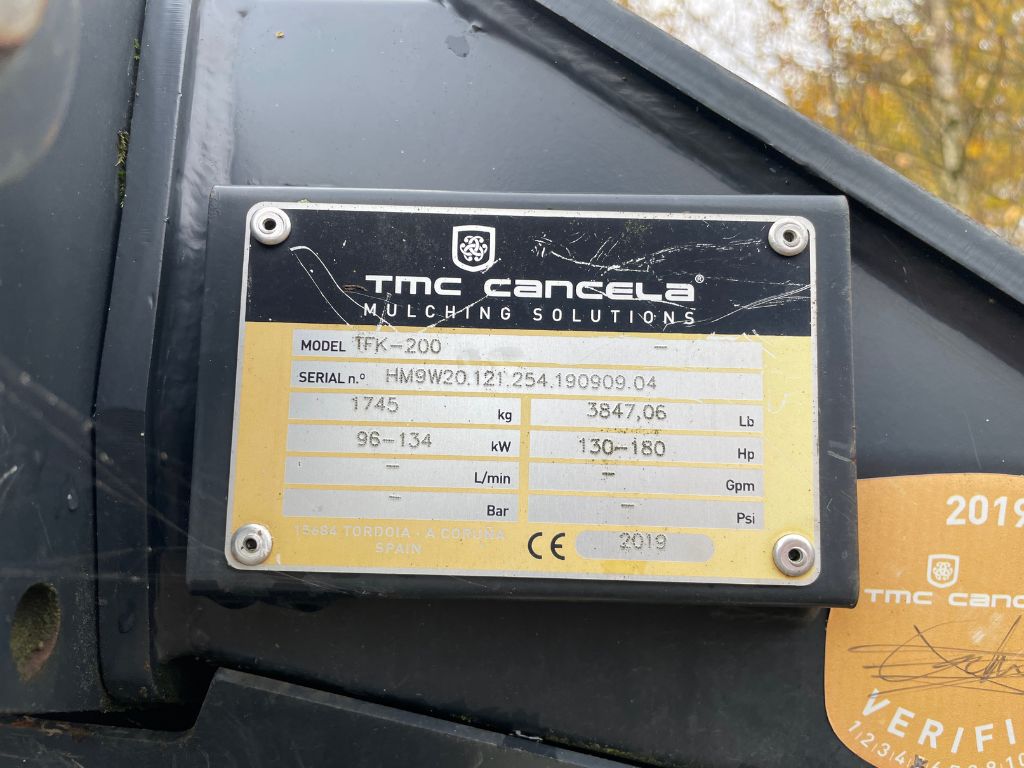 TMC CANCELA®
MULCHING SOLUTIONS
MODEL TFK-200 –
SERIAL n.º HM9W20.121.254.190909.04
1745 kg 3847,06 Lb
96-134 kW 130-180 Hp
– L/min – Gpm
– Bar – Psi
15684 TORDOIA · A CORUÑA
SPAIN
CE 2019
2019
TMC
VERIFI